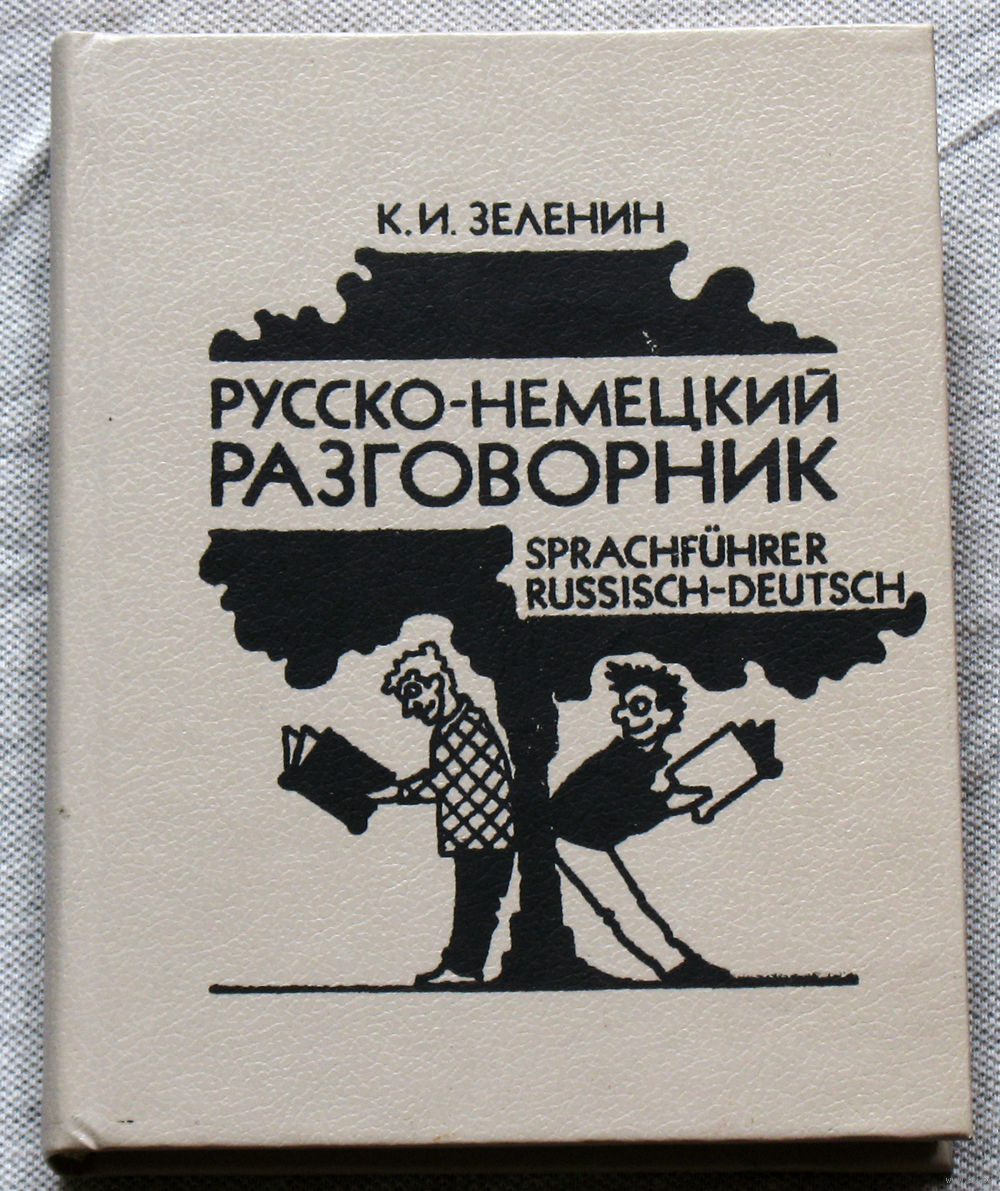 К. И. ЗЕЛЕНИН
РУССКО-НЕМЕЦКИЙ
РАЗГОВОРНИК
SPRACHFÜHRER
RUSSISCH-DEUTSCH